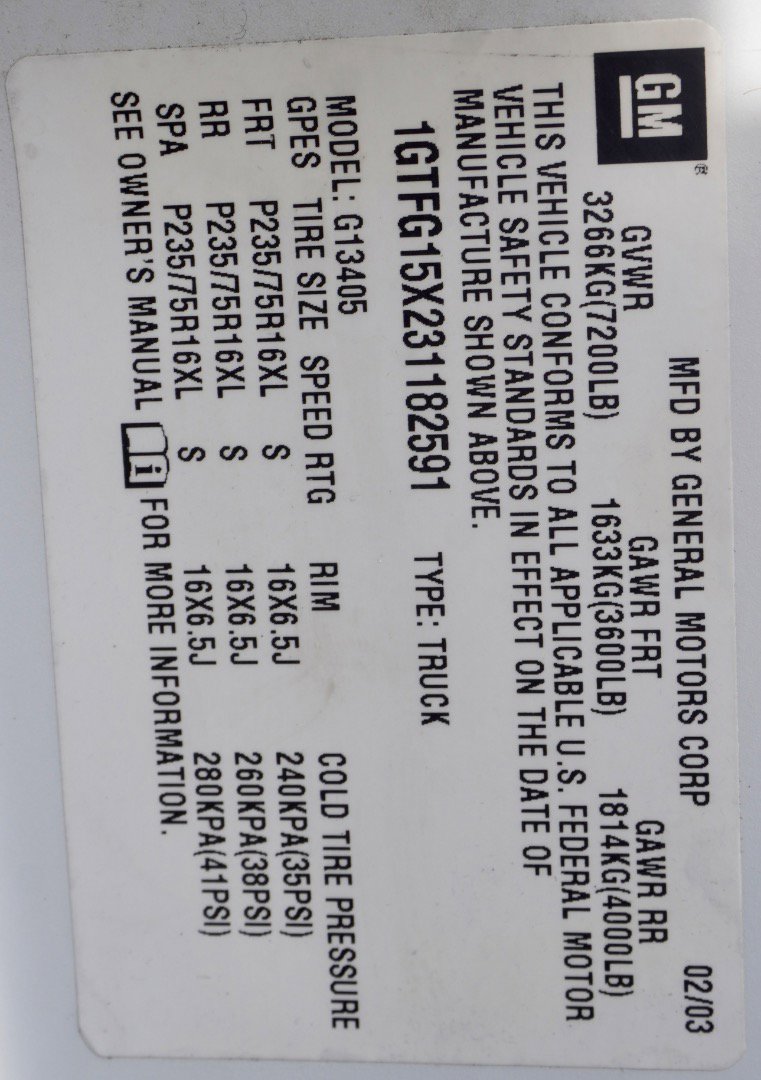 GM ®
MFD BY GENERAL MOTORS CORP 02/03
GVWR GAWR FRT GAWR RR
3266KG(7200LB) 1633KG(3600LB) 1814KG(4000LB)
THIS VEHICLE CONFORMS TO ALL APPLICABLE U.S. FEDERAL MOTOR
VEHICLE SAFETY STANDARDS IN EFFECT ON THE DATE OF
MANUFACTURE SHOWN ABOVE.
1GTFG15X231182591 TYPE: TRUCK
MODEL: G13405
GPES TIRE SIZE SPEED RTG RIM COLD TIRE PRESSURE
FRT P235/75R16XL S 16X6.5J 240KPA(35PSI)
RR P235/75R16XL S 16X6.5J 260KPA(38PSI)
SPA P235/75R16XL S 16X6.5J 280KPA(41PSI)
SEE OWNER'S MANUAL i FOR MORE INFORMATION.